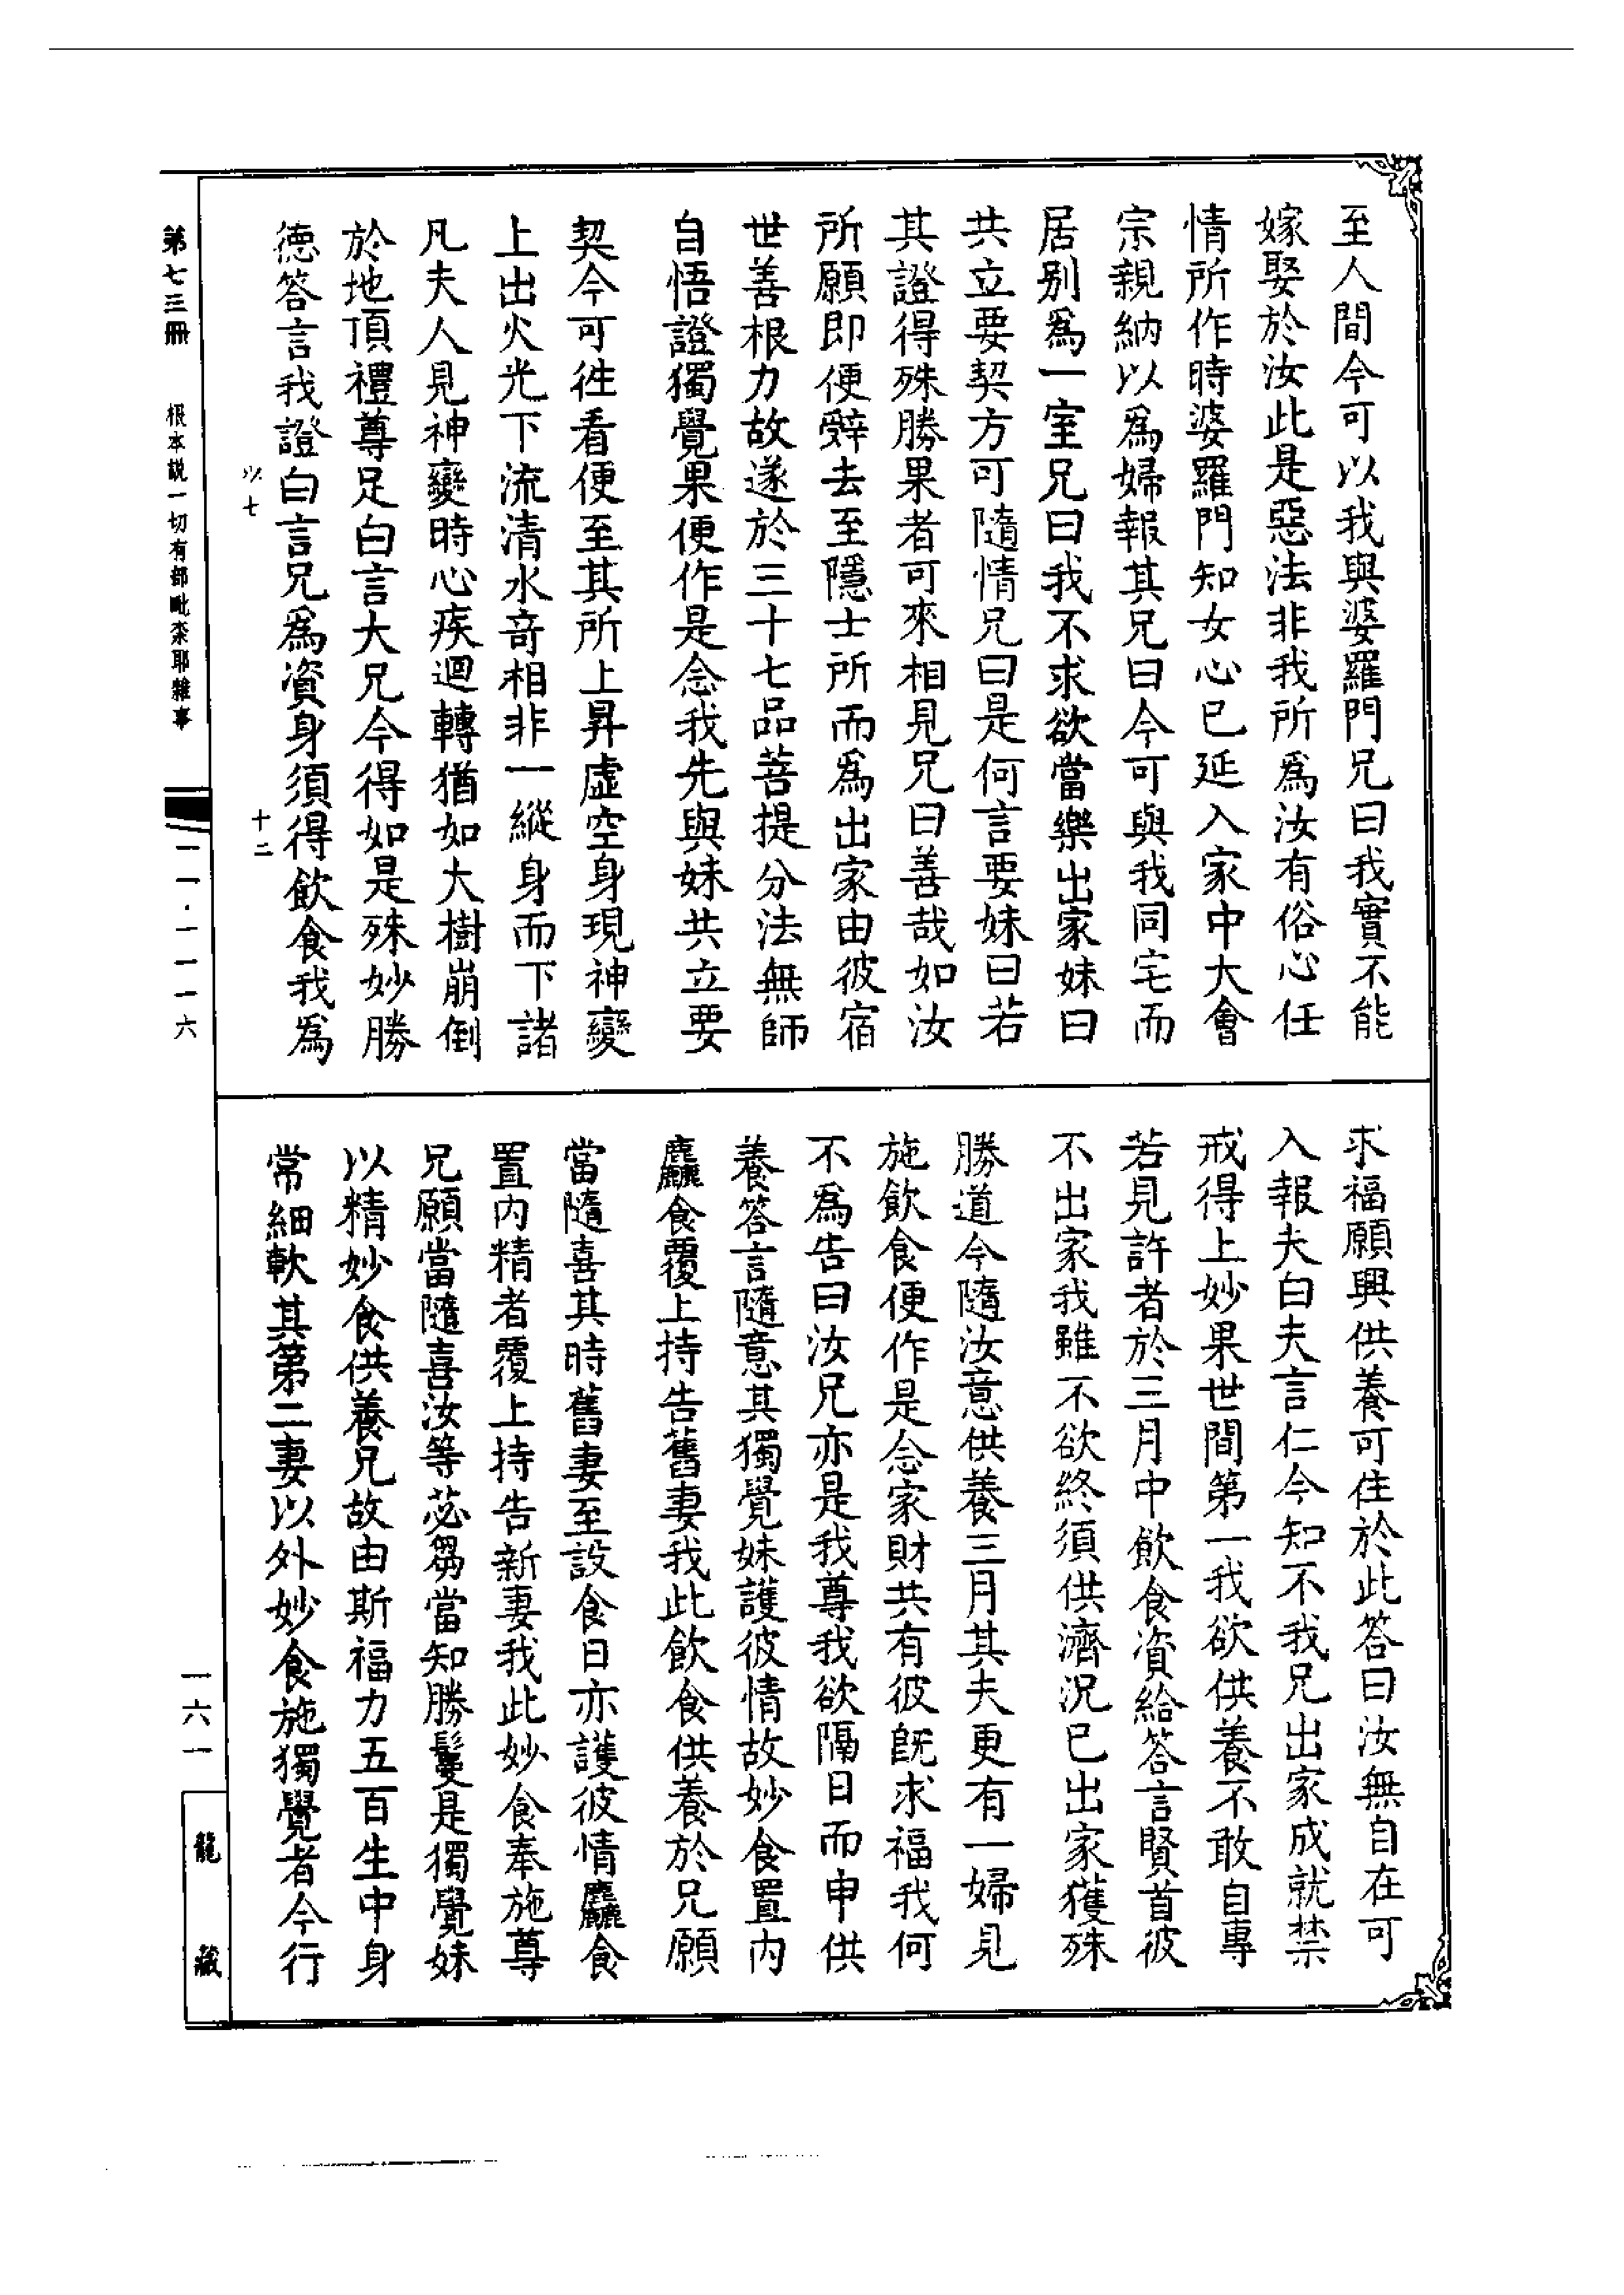 至人間今可以我與婆羅門兄曰我實不能
嫁娶於汝此是惡法非我所爲汝有俗心任
情所作時婆羅門知女心已延入家中大會
宗親納以爲婦報其兄曰今可與我同宅而
居别爲一室兄曰我不求欲當樂出家妹曰
共立要契方可隨情兄曰是何言要妹曰若
其證得殊勝果者可來相見兄曰善哉如汝
所願即便辤去至隱士所而爲出家由彼宿
世善根力故遂於三十七品菩提分法無師
自悟證獨覺果便作是念我先與妹共立要
契今可往看便至其所上昇虛空身現神變
上出火光下流清水竒相非一縱身而下諸
凡夫人見神變時心疾迴轉猶如大樹崩倒
於地頂禮尊足白言大兄今得如是殊妙勝
德答言我證白言兄爲資身須得飲食我爲
以七
十二
求福願興供養可住於此答曰汝無自在可
入報夫白夫言仁今知不我兄出家成就禁
戒得上妙果世間第一我欲供養不敢自專
若見許者於三月中飲食資給答言賢首彼
不出家我雖不欲終須供濟況已出家獲殊
勝道今隨汝意供養三月其夫更有一婦見
施飲食便作是念家財共有彼旣求福我何
不爲告曰汝兄亦是我尊我欲隔日而申供
養答言隨意其獨覺妹護彼情故妙食置内
麤食覆上持告舊妻我此飲食供養於兄願
當隨喜其時舊妻至設食日亦護彼情麤食
置内精者覆上持告新妻我此妙食奉施尊
兄願當隨喜汝等苾芻當知勝鬘是獨覺妹
以精妙食供養兄故由斯福力五百生中身
常細軟其第二妻以外妙食施獨覺者今行
第七三冊
根本說一切有部毗柰耶雜事
一一·一一一六
一六一
龍藏